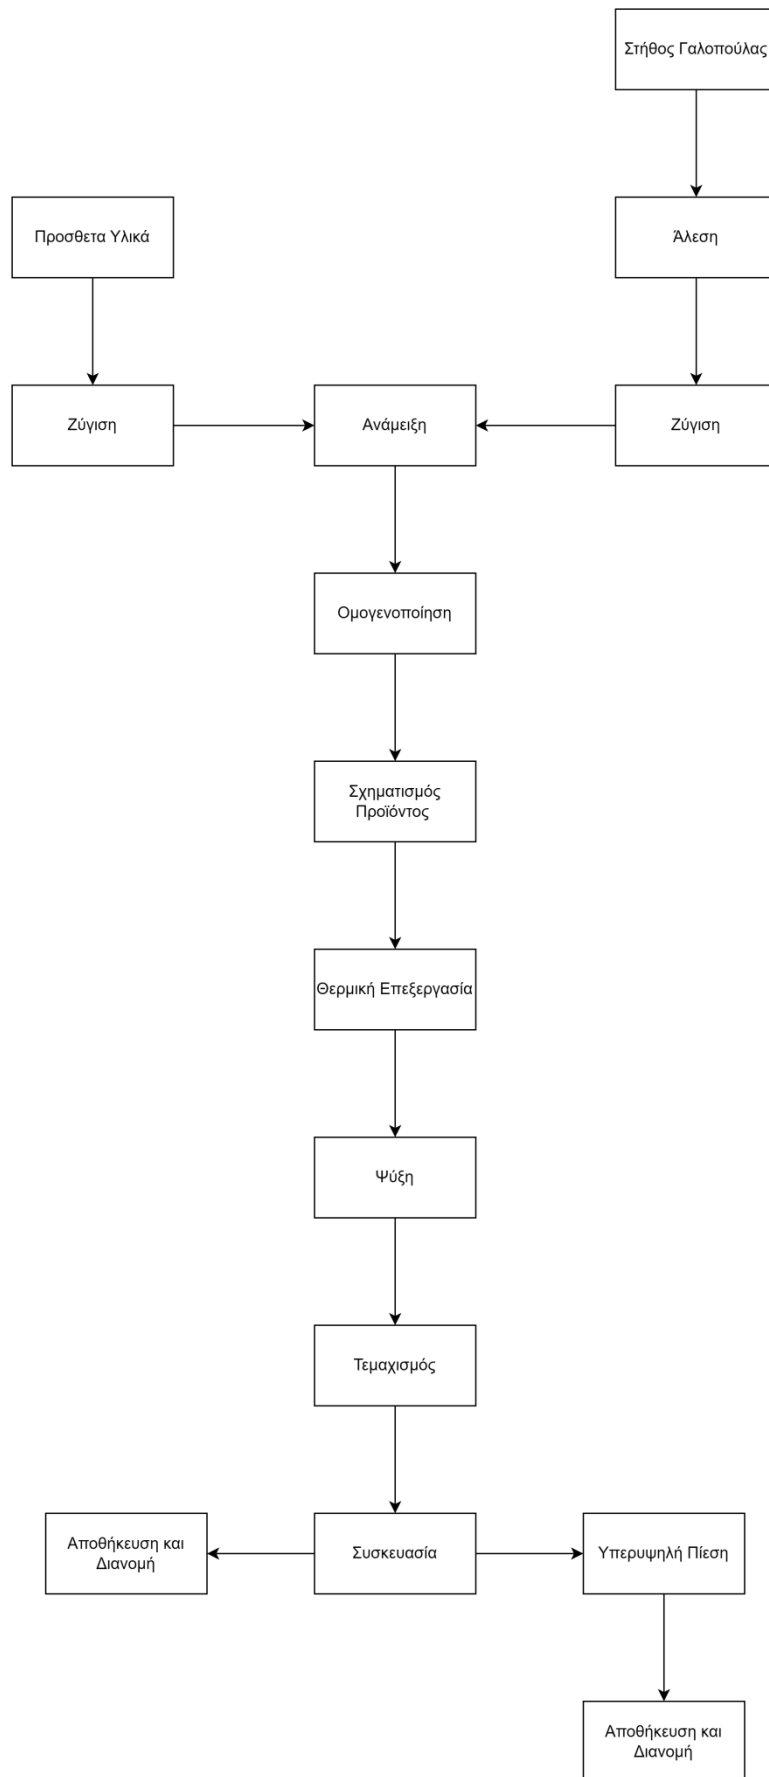 Στήθος Γαλοπούλας
Προσθετα Υλικά
Άλεση
Ζύγιση
Ανάμειξη
Ζύγιση
Ομογενοποίηση
Σχηματισμός
Προϊόντος
Θερμική Επεξεργασία
Ψύξη
Τεμαχισμός
Αποθήκευση και
Διανομή
Συσκευασία
Υπερυψηλή Πίεση
Αποθήκευση και
Διανομή